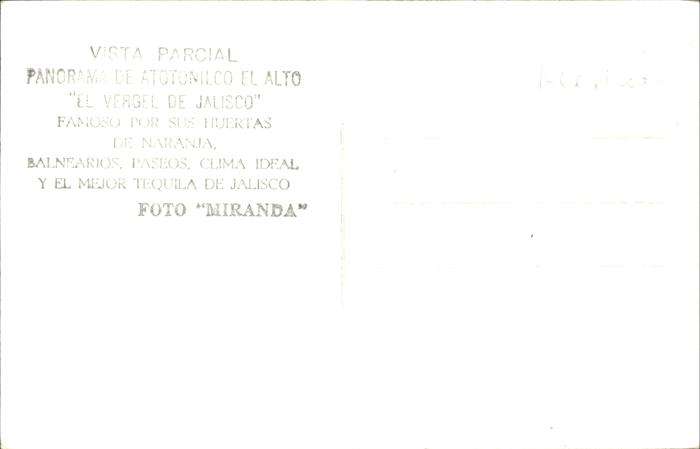 VISTA PARCIAL
PANORAMA DE ATOTONILCO EL ALTO
"EL VERGEL DE JALISCO"
FAMOSO POR SUS HUERTAS
DE NARANJA,
BALNEARIOS, PASEOS, CLIMA IDEAL
Y EL MEJOR TEQUILA DE JALISCO
FOTO "MIRANDA"